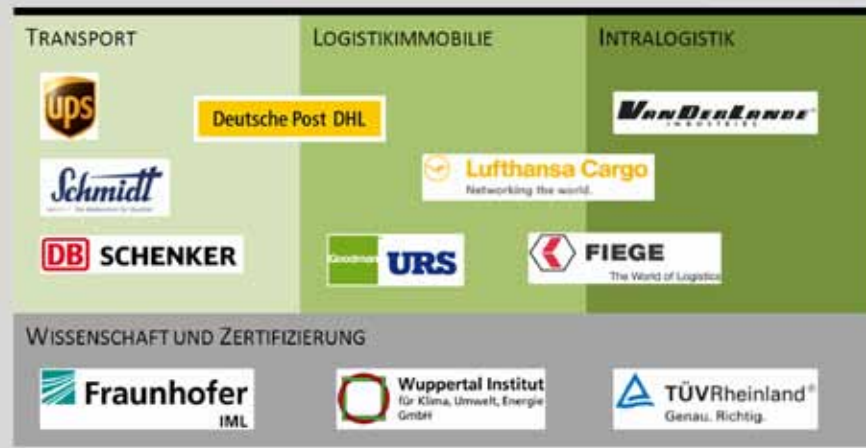 TRANSPORT
LOGISTIKIMMOBILIE
INTRALOGISTIK
ups
Deutsche Post DHL
VANDERLANDE
INDUSTRIES
Schmidt
Lufthansa Cargo
Networking the world.
DB SCHENKER
Goodman
URS
FIEGE
The World of Logistics
WISSENSCHAFT UND ZERTIFIZIERUNG
Fraunhofer
IML
Wuppertal Institut
für Klima, Umwelt, Energie
GmbH
TÜVRheinland®
Genau. Richtig.